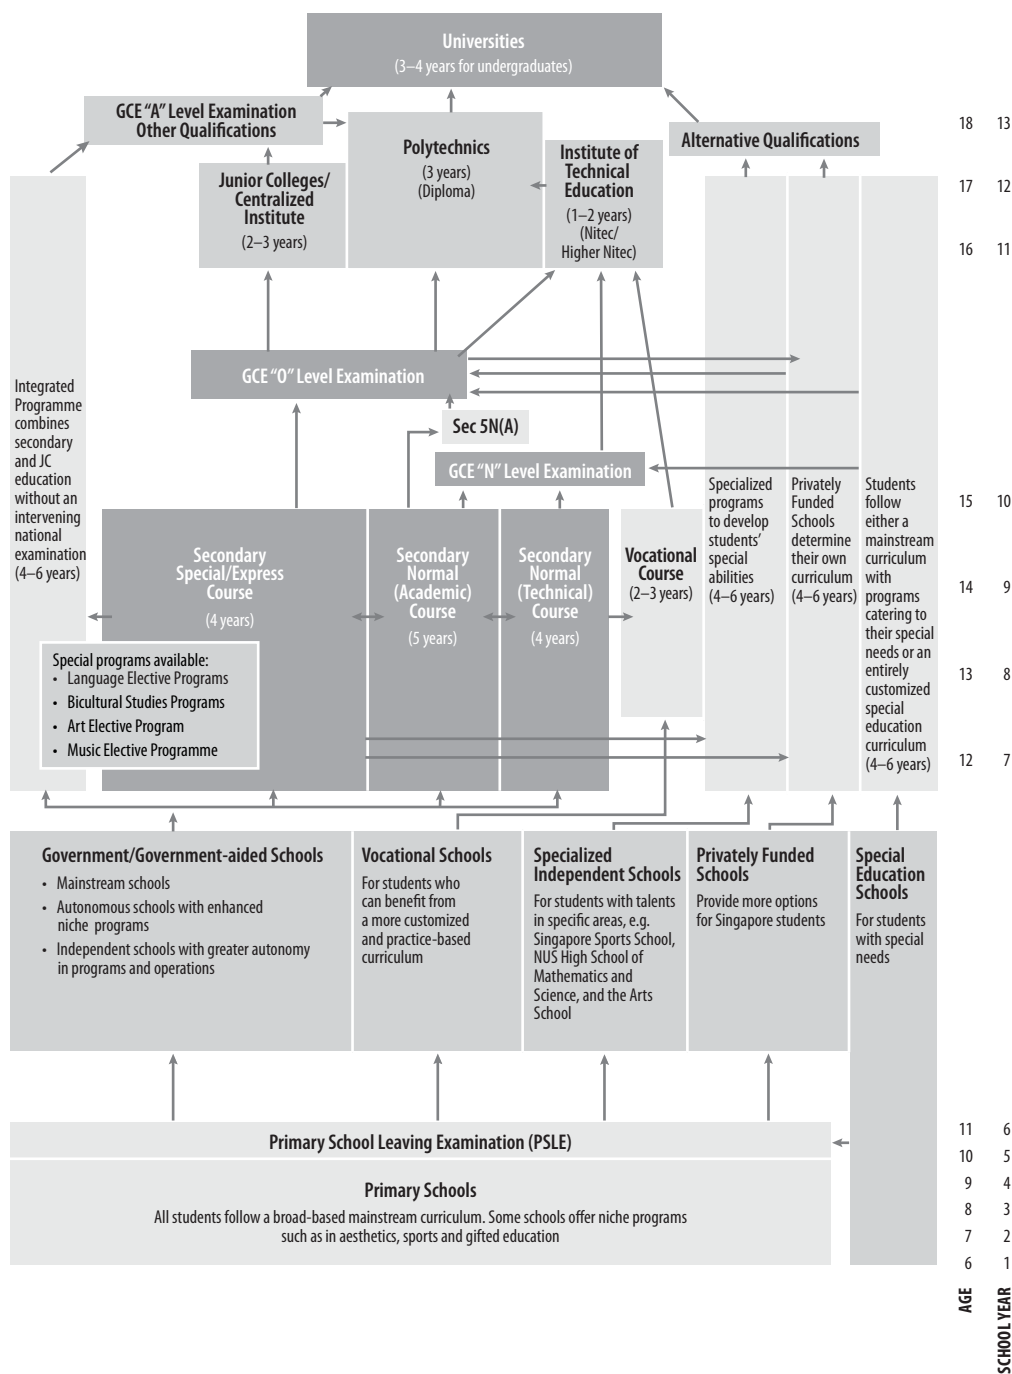 Universities
(3–4 years for undergraduates)
GCE “A” Level Examination
Other Qualifications
Polytechnics
(3 years)
(Diploma)
Institute of
Technical
Education
(1–2 years)
(Nitec/
Higher Nitec)
Alternative Qualifications
18 13
Junior Colleges/
Centralized
Institute
(2–3 years)
17 12
16 11
GCE “O” Level Examination
Integrated
Programme
combines
secondary
and JC
education
without an
intervening
national
examination
(4–6 years)
Sec 5N(A)
GCE “N” Level Examination
Secondary
Special/Express
Course
(4 years)
Secondary
Normal
(Academic)
Course
(5 years)
Secondary
Normal
(Technical)
Course
(4 years)
Vocational
Course
(2–3 years)
Specialized
programs
to develop
students’
special
abilities
(4–6 years)
Privately
Funded
Schools
determine
their own
curriculum
(4–6 years)
Students
follow
either a
mainstream
curriculum
with
programs
catering to
their special
needs or an
entirely
customized
special
education
curriculum
(4–6 years)
15 10
14 9
13 8
12 7
Special programs available:
• Language Elective Programs
• Bicultural Studies Programs
• Art Elective Program
• Music Elective Programme
Government/Government-aided Schools
• Mainstream schools
• Autonomous schools with enhanced
niche programs
• Independent schools with greater autonomy
in programs and operations
Vocational Schools
For students who
can benefit from
a more customized
and practice-based
curriculum
Specialized
Independent Schools
For students with talents
in specific areas, e.g.
Singapore Sports School,
NUS High School of
Mathematics and
Science, and the Arts
School
Privately Funded
Schools
Provide more options
for Singapore students
Special
Education
Schools
For students
with special
needs
Primary School Leaving Examination (PSLE)
Primary Schools
All students follow a broad-based mainstream curriculum. Some schools offer niche programs
such as in aesthetics, sports and gifted education
11 6
10 5
9 4
8 3
7 2
6 1
AGE
SCHOOL YEAR